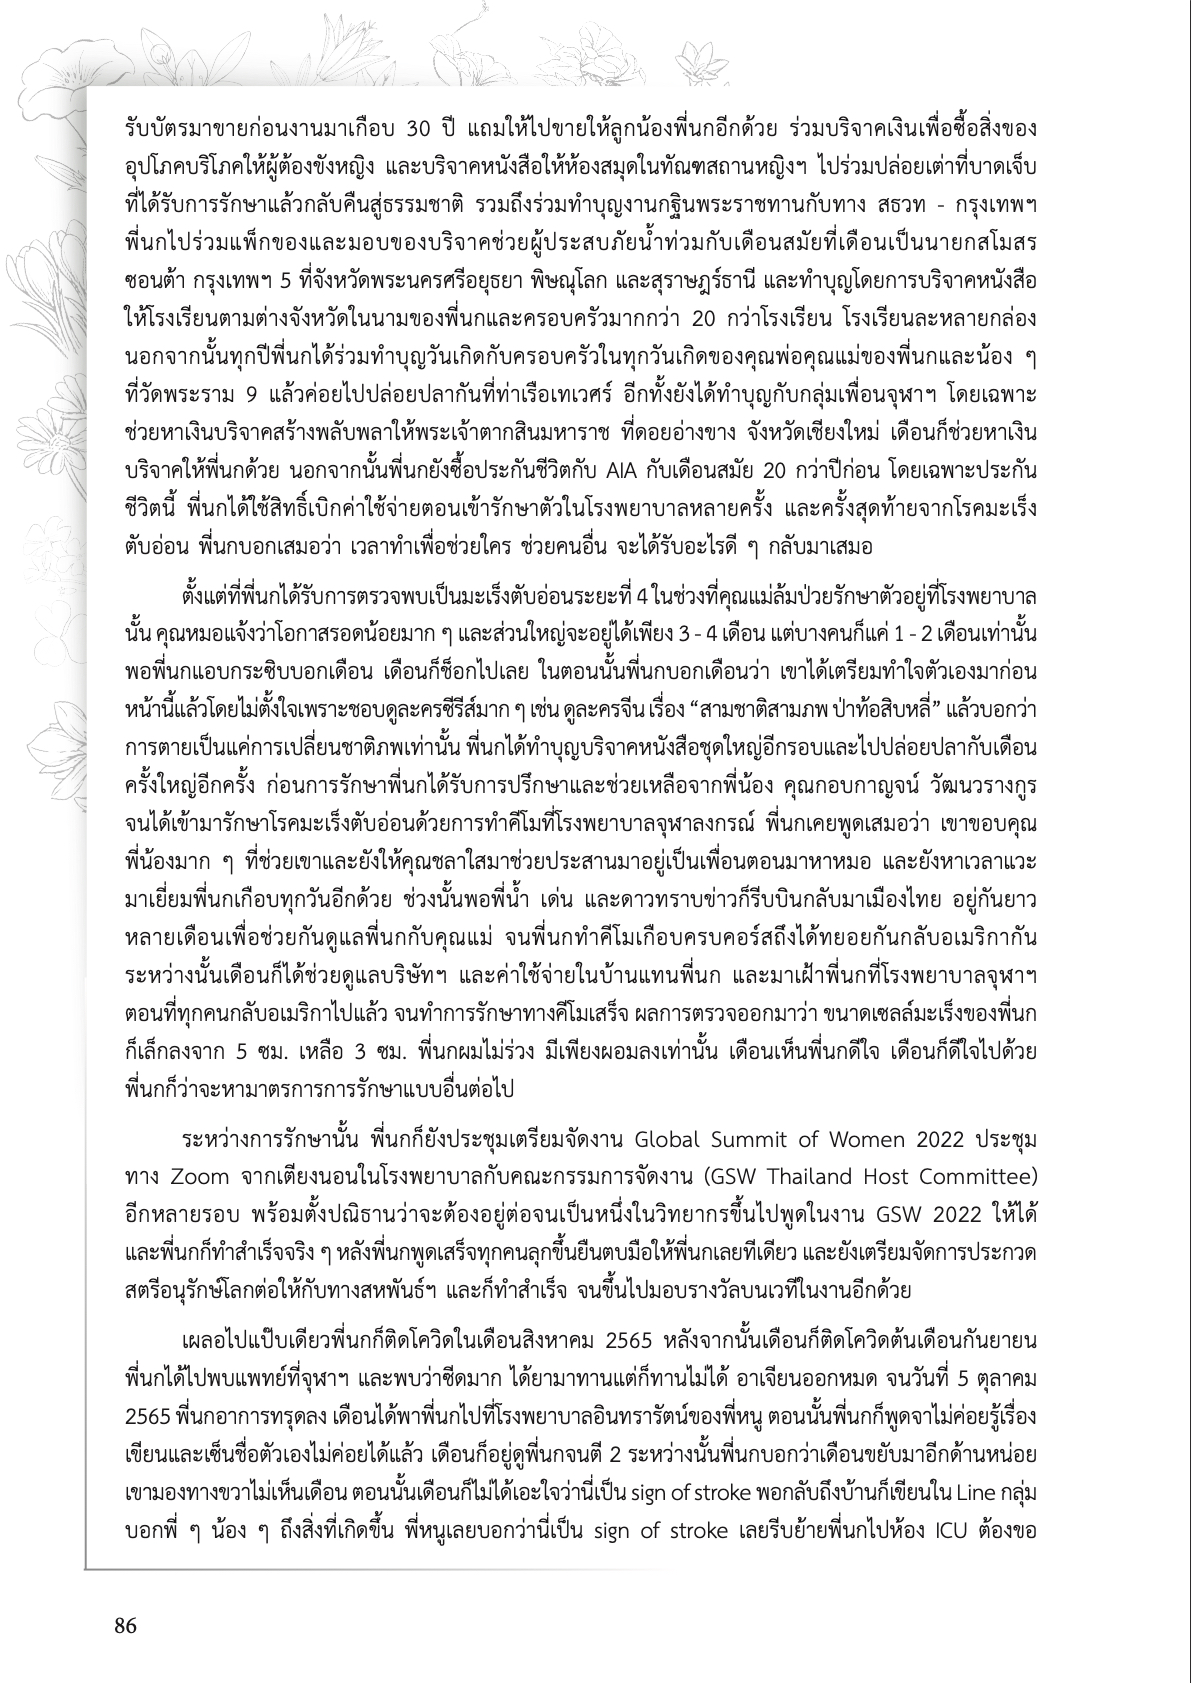 รับบัตรมาขายก่อนงานมาเกือบ 30 ปี แถมให้ไปขายให้ลูกน้องพี่นกอีกด้วย ร่วมบริจาคเงินเพื่อซื้อสิ่งของ
อุปโภคบริโภคให้ผู้ต้องขังหญิง และบริจาคหนังสือให้ห้องสมุดในทัณฑสถานหญิงฯ ไปร่วมปล่อยเต่าที่บาดเจ็บ
ที่ได้รับการรักษาแล้วกลับคืนสู่ธรรมชาติ รวมถึงร่วมทำบุญงานกฐินพระราชทานกับทาง สธวท - กรุงเทพฯ
พี่นกไปร่วมแพ็กของและมอบของบริจาคช่วยผู้ประสบภัยน้ำท่วมกับเดือนสมัยที่เดือนเป็นนายกสโมสร
ซอนต้า กรุงเทพฯ 5 ที่จังหวัดพระนครศรีอยุธยา พิษณุโลก และสุราษฎร์ธานี และทำบุญโดยการบริจาคหนังสือ
ให้โรงเรียนตามต่างจังหวัดในนามของพี่นกและครอบครัวมากกว่า 20 กว่าโรงเรียน โรงเรียนละหลายกล่อง
นอกจากนั้นทุกปีพี่นกได้ร่วมทำบุญวันเกิดกับครอบครัวในทุกวันเกิดของคุณพ่อคุณแม่ของพี่นกและน้อง ๆ
ที่วัดพระราม 9 แล้วค่อยไปปล่อยปลากันที่ท่าเรือเทเวศร์ อีกทั้งยังได้ทำบุญกับกลุ่มเพื่อนจุฬาฯ โดยเฉพาะ
ช่วยหาเงินบริจาคสร้างพลับพลาให้พระเจ้าตากสินมหาราช ที่ดอยอ่างขาง จังหวัดเชียงใหม่ เดือนก็ช่วยหาเงิน
บริจาคให้พี่นกด้วย นอกจากนั้นพี่นกยังซื้อประกันชีวิตกับ AIA กับเดือนสมัย 20 กว่าปีก่อน โดยเฉพาะประกัน
ชีวิตนี้ พี่นกได้ใช้สิทธิ์เบิกค่าใช้จ่ายตอนเข้ารักษาตัวในโรงพยาบาลหลายครั้ง และครั้งสุดท้ายจากโรคมะเร็ง
ตับอ่อน พี่นกบอกเสมอว่า เวลาทำเพื่อช่วยใคร ช่วยคนอื่น จะได้รับอะไรดี ๆ กลับมาเสมอ
ตั้งแต่ที่พี่นกได้รับการตรวจพบเป็นมะเร็งตับอ่อนระยะที่ 4 ในช่วงที่คุณแม่ล้มป่วยรักษาตัวอยู่ที่โรงพยาบาล
นั้น คุณหมอแจ้งว่าโอกาสรอดน้อยมาก ๆ และส่วนใหญ่จะอยู่ได้เพียง 3 - 4 เดือน แต่บางคนก็แค่ 1 - 2 เดือนเท่านั้น
พอพี่นกแอบกระซิบบอกเดือน เดือนก็ช็อกไปเลย ในตอนนั้นพี่นกบอกเดือนว่า เขาได้เตรียมทำใจตัวเองมาก่อน
หน้านี้แล้วโดยไม่ตั้งใจเพราะชอบดูละครซีรีส์มาก ๆ เช่น ดูละครจีน เรื่อง “สามชาติสามภพ ป่าท้อสิบหลี่” แล้วบอกว่า
การตายเป็นแค่การเปลี่ยนชาติภพเท่านั้น พี่นกได้ทำบุญบริจาคหนังสือชุดใหญ่อีกรอบและไปปล่อยปลากับเดือน
ครั้งใหญ่อีกครั้ง ก่อนการรักษาพี่นกได้รับการปรึกษาและช่วยเหลือจากพี่น้อง คุณกอบกาญจน์ วัฒนวรางกูร
จนได้เข้ามารักษาโรคมะเร็งตับอ่อนด้วยการทำคีโมที่โรงพยาบาลจุฬาลงกรณ์ พี่นกเคยพูดเสมอว่า เขาขอบคุณ
พี่น้องมาก ๆ ที่ช่วยเขาและยังให้คุณชลาใสมาช่วยประสานมาอยู่เป็นเพื่อนตอนมาหาหมอ และยังหาเวลาแวะ
มาเยี่ยมพี่นกเกือบทุกวันอีกด้วย ช่วงนั้นพอพี่น้ำ เด่น และดาวทราบข่าวก็รีบบินกลับมาเมืองไทย อยู่กันยาว
หลายเดือนเพื่อช่วยกันดูแลพี่นกกับคุณแม่ จนพี่นกทำคีโมเกือบครบคอร์สถึงได้ทยอยกันกลับอเมริกากัน
ระหว่างนั้นเดือนก็ได้ช่วยดูแลบริษัทฯ และค่าใช้จ่ายในบ้านแทนพี่นก และมาเฝ้าพี่นกที่โรงพยาบาลจุฬาฯ
ตอนที่ทุกคนกลับอเมริกาไปแล้ว จนทำการรักษาทางคีโมเสร็จ ผลการตรวจออกมาว่า ขนาดเซลล์มะเร็งของพี่นก
ก็เล็กลงจาก 5 ซม. เหลือ 3 ซม. พี่นกผมไม่ร่วง มีเพียงผอมลงเท่านั้น เดือนเห็นพี่นกดีใจ เดือนก็ดีใจไปด้วย
พี่นกก็ว่าจะหามาตรการการรักษาแบบอื่นต่อไป
ระหว่างการรักษานั้น พี่นกก็ยังประชุมเตรียมจัดงาน Global Summit of Women 2022 ประชุม
ทาง Zoom จากเตียงนอนในโรงพยาบาลกับคณะกรรมการจัดงาน (GSW Thailand Host Committee)
อีกหลายรอบ พร้อมตั้งปณิธานว่าจะต้องอยู่ต่อจนเป็นหนึ่งในวิทยากรขึ้นไปพูดในงาน GSW 2022 ให้ได้
และพี่นกก็ทำสำเร็จจริง ๆ หลังพี่นกพูดเสร็จทุกคนลุกขึ้นยืนตบมือให้พี่นกเลยทีเดียว และยังเตรียมจัดการประกวด
สตรีอนุรักษ์โลกต่อให้กับทางสหพันธ์ฯ และก็ทำสำเร็จ จนขึ้นไปมอบรางวัลบนเวทีในงานอีกด้วย
เผลอไปแป๊บเดียวพี่นกก็ติดโควิดในเดือนสิงหาคม 2565 หลังจากนั้นเดือนก็ติดโควิดต้นเดือนกันยายน
พี่นกได้ไปพบแพทย์ที่จุฬาฯ และพบว่าซีดมาก ได้ยามาทานแต่ก็ทานไม่ได้ อาเจียนออกหมด จนวันที่ 5 ตุลาคม
2565 พี่นกอาการทรุดลง เดือนได้พาพี่นกไปที่โรงพยาบาลอินทรารัตน์ของพี่หนู ตอนนั้นพี่นกก็พูดจาไม่ค่อยรู้เรื่อง
เขียนและเซ็นชื่อตัวเองไม่ค่อยได้แล้ว เดือนก็อยู่ดูพี่นกจนตี 2 ระหว่างนั้นพี่นกบอกว่าเดือนขยับมาอีกด้านหน่อย
เขามองทางขวาไม่เห็นเดือน ตอนนั้นเดือนก็ไม่ได้เอะใจว่านี่เป็น sign of stroke พอกลับถึงบ้านก็เขียนใน Line กลุ่ม
บอกพี่ ๆ น้อง ๆ ถึงสิ่งที่เกิดขึ้น พี่หนูเลยบอกว่านี่เป็น sign of stroke เลยรีบย้ายพี่นกไปห้อง ICU ต้องขอ
86